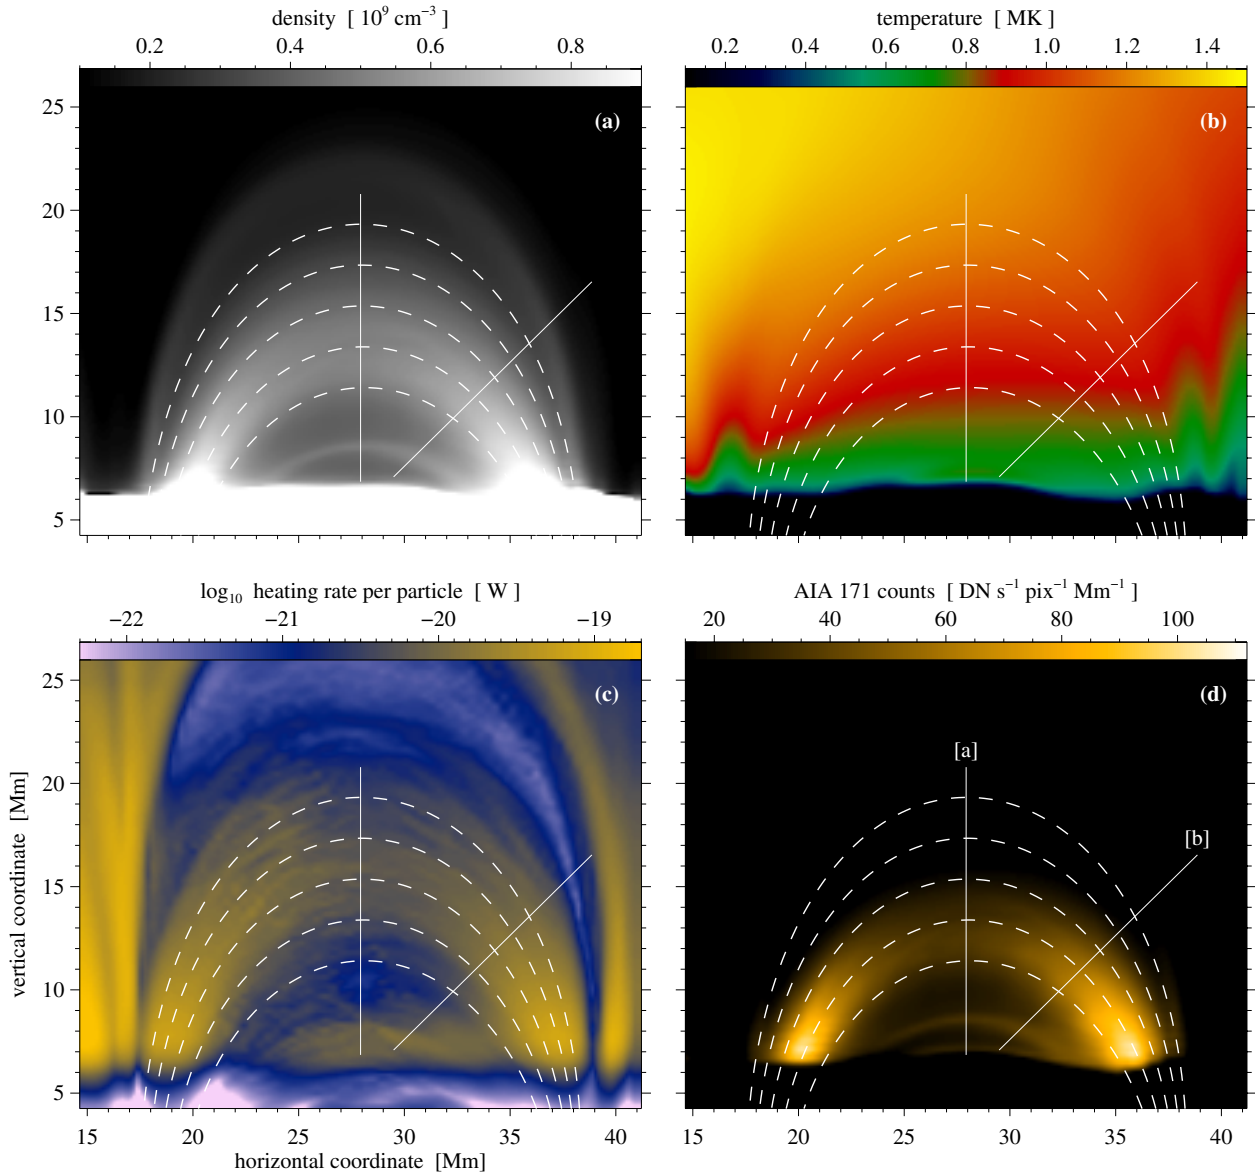 density [ 10⁹ cm⁻³ ]
0.2 0.4 0.6 0.8
(a)
25
20
15
10
5
temperature [ MK ]
0.2 0.4 0.6 0.8 1.0 1.2 1.4
(b)
log₁₀ heating rate per particle [ W ]
−22 −21 −20 −19
(c)
25
20
15
10
5
vertical coordinate [Mm]
15 20 25 30 35 40
horizontal coordinate [Mm]
AIA 171 counts [ DN s⁻¹ pix⁻¹ Mm⁻¹ ]
20 40 60 80 100
(d)
[a]
[b]
15 20 25 30 35 40